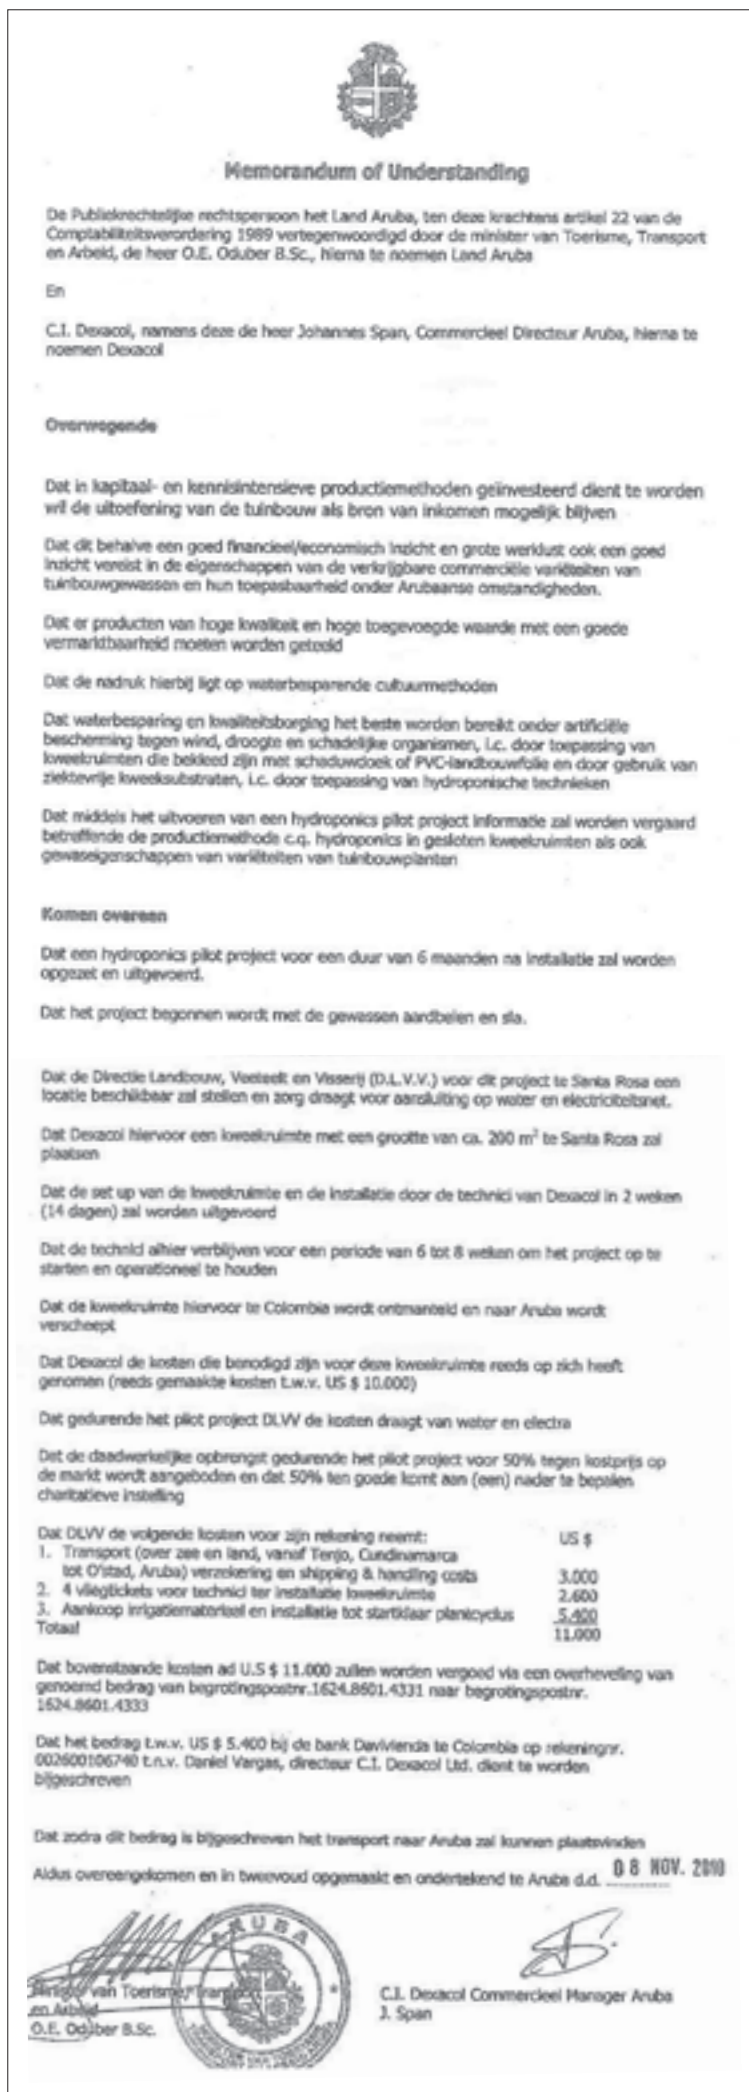 Memorandum of Understanding
De Publiekrechtelijke rechtspersoon het Land Aruba, ten deze krachtens artikel 22 van de
Comptabiliteitsverordering 1989 vertegenwoordigd door de minister van Toerisme, Transport
en Arbeid, de heer O.E. Oduber B.Sc., hierna te noemen Land Aruba
En
C.I. Dexacol, namens deze de heer Johannes Span, Commercieel Directeur Aruba, hierna te
noemen Dexacol
Overwegende
Dat in kapitaal- en kennisintensieve productiemethoden geïnvesteerd dient te worden
wil de uitoefening van de tuinbouw als bron van inkomen mogelijk blijven
Dat dit behalve een goed financieel/economisch inzicht en grote werklust ook een goed
inzicht vereist in de eigenschappen van de verkrijgbare commerciële variëteiten van
tuinbouwgewassen en hun toepasbaarheid onder Arubaanse omstandigheden.
Dat er producten van hoge kwaliteit en hoge toegevoegde waarde met een goede
vermarktbaarheid moeten worden geteeld
Dat de nadruk hierbij ligt op waterbesparende cultuurmethoden
Dat waterbesparing en kwaliteitsborging het beste worden bereikt onder artificiële
bescherming tegen wind, droogte en schadelijke organismen, i.c. door toepassing van
kweekruimten die bekleed zijn met schaduwdoek of PVC-landbouwfolie en door gebruik van
ziektevrije kweeksubstraten, i.c. door toepassing van hydroponische technieken
Dat middels het uitvoeren van een hydroponics pilot project informatie zal worden vergaard
betreffende de productiemethode c.q. hydroponics in gesloten kweekruimten als ook
gewaseigenschappen van variëteiten van tuinbouwplanten
Komen overeen
Dat een hydroponics pilot project voor een duur van 6 maanden na installatie zal worden
opgezet en uitgevoerd.
Dat het project begonnen wordt met de gewassen aardbeien en sla.
Dat de Directie Landbouw, Veeteelt en Visserij (D.L.V.V.) voor dit project te Santa Rosa een
locatie beschikbaar zal stellen en zorg draagt voor aansluiting op water en electriciteitsnet.
Dat Dexacol hiervoor een kweekruimte met een grootte van ca. 200 m² te Santa Rosa zal
plaatsen
Dat de set up van de kweekruimte en de installatie door de technici van Dexacol in 2 weken
(14 dagen) zal worden uitgevoerd
Dat de technici alhier verblijven voor een periode van 6 tot 8 weken om het project op te
starten en operationeel te houden
Dat de kweekruimte hiervoor te Colombia wordt ontmanteld en naar Aruba wordt
verscheept
Dat Dexacol de kosten die benodigd zijn voor deze kweekruimte reeds op zich heeft
genomen (reeds gemaakte kosten t.w.v. US $ 10.000)
Dat gedurende het pilot project DLVV de kosten draagt van water en electra
Dat de daadwerkelijke opbrengst gedurende het pilot project voor 50% tegen kostprijs op
de markt wordt aangeboden en dat 50% ten goede komt aan (een) nader te bepalen
charitatieve instelling
Dat DLVV de volgende kosten voor zijn rekening neemt: US $
1. Transport (over zee en land, vanaf Tenjo, Cundinamarca
tot O'stad, Aruba) verzekering en shipping & handling costs 3.000
2. 4 vliegtickets voor technici ter installatie kweekruimte 2.600
3. Aankoop irrigatiemateriaal en installatie tot startklaar plantcyclus 5.400
Totaal 11.000
Dat bovenstaande kosten ad U.S $ 11.000 zullen worden vergoed via een overheveling van
genoemd bedrag van begrotingspostnr.1624.8601.4331 naar begrotingspostnr.
1624.8601.4333
Dat het bedrag t.w.v. US $ 5.400 bij de bank Davivienda te Colombia op rekeningnr.
002600106740 t.n.v. Daniel Vargas, directeur C.I. Dexacol Ltd. dient te worden
bijgeschreven
Dat zodra dit bedrag is bijgeschreven het transport naar Aruba zal kunnen plaatsvinden
Aldus overeengekomen en in tweevoud opgemaakt en ondertekend te Aruba d.d. 08 NOV. 2010
ARUBA
Minister van Toerisme, Transport
en Arbeid
O.E. Oduber B.Sc.
C.I. Dexacol Commercieel Manager Aruba
J. Span